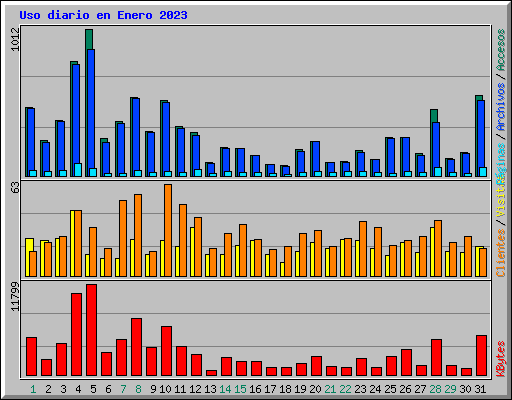 Uso diario en Enero 2023
1012
63
11799
Accesos
/ Archivos /
Clientes / Visitas
KBytes
1 2 3 4 5 6 7 8 9 10 11 12 13 14 15 16 17 18 19 20 21 22 23 24 25 26 27 28 29 30 31